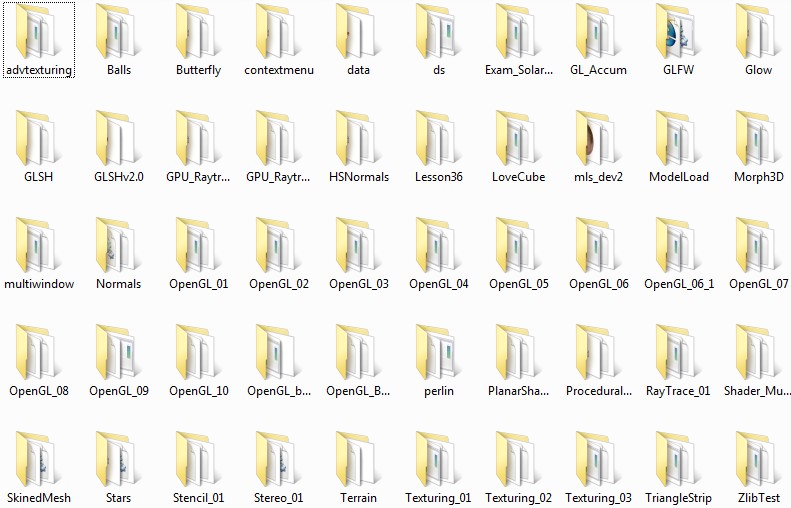 advtexturing
Balls
Butterfly
contextmenu
data
ds
Exam_Solar...
GL_Accum
GLFW
Glow
GLSH
GLSHv2.0
GPU_Raytr...
GPU_Raytr...
HSNormals
Lesson36
LoveCube
mls_dev2
ModelLoad
Morph3D
multiwindow
Normals
OpenGL_01
OpenGL_02
OpenGL_03
OpenGL_04
OpenGL_05
OpenGL_06
OpenGL_06_1
OpenGL_07
OpenGL_08
OpenGL_09
OpenGL_10
OpenGL_b...
OpenGL_B...
perlin
PlanarSha...
Procedural...
RayTrace_01
Shader_Mu...
SkinedMesh
Stars
Stencil_01
Stereo_01
Terrain
Texturing_01
Texturing_02
Texturing_03
TriangleStrip
ZlibTest